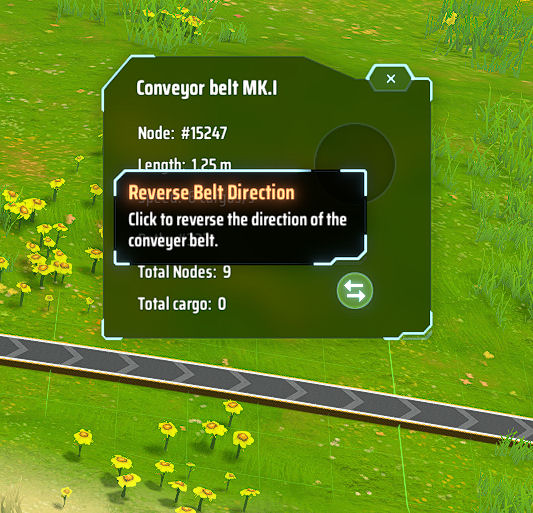 Conveyor belt MK.I
Node: #15247
Length: 1.25 m
Reverse Belt Direction
Click to reverse the direction of the
conveyer belt.
Total Nodes: 9
Total cargo: 0